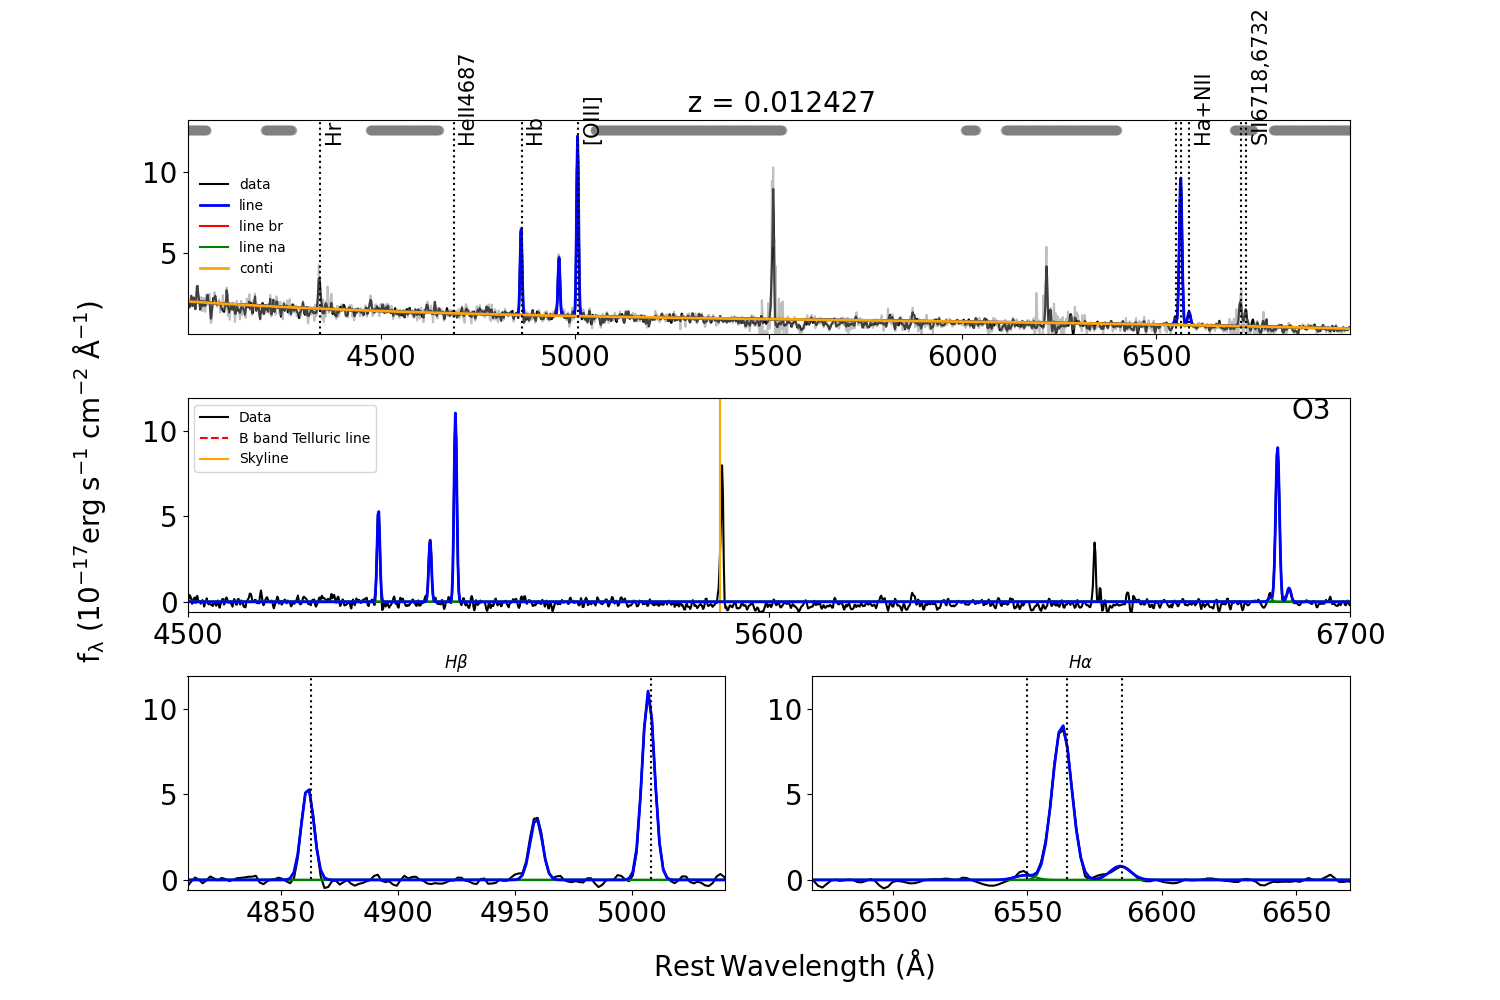 z = 0.012427
Hr
HeII4687
Hb
[OIII]
Ha+NII
SII6718,6732
10
5
data
line
line br
line na
conti
4500
5000
5500
6000
6500
fλ (10⁻¹⁷erg s⁻¹ cm⁻² Å⁻¹)
O3
10
5
0
Data
B band Telluric line
Skyline
4500
5600
6700
Hβ
10
5
0
4850
4900
4950
5000
Hα
10
5
0
6500
6550
6600
6650
Rest Wavelength (Å)